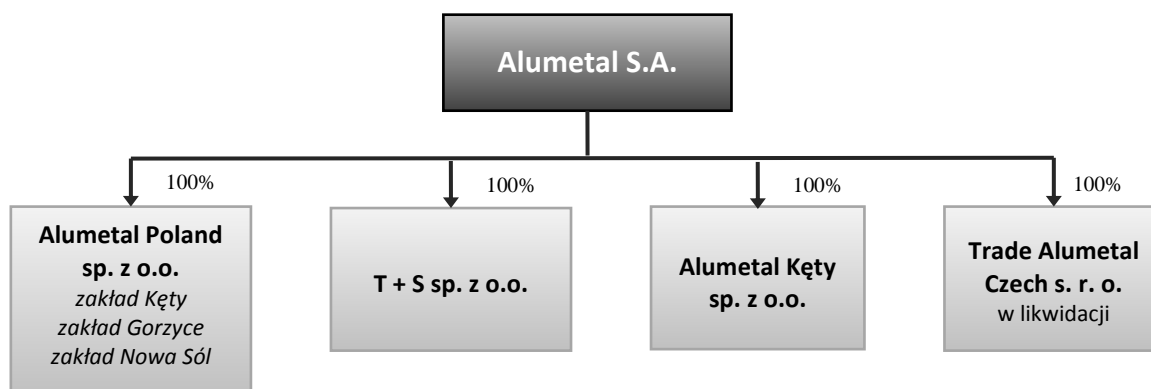 Alumetal S.A.
100%
100%
100%
100%
Alumetal Poland
sp. z o.o.
zakład Kęty
zakład Gorzyce
zakład Nowa Sól
T + S sp. z o.o.
Alumetal Kęty
sp. z o.o.
Trade Alumetal
Czech s. r. o.
w likwidacji